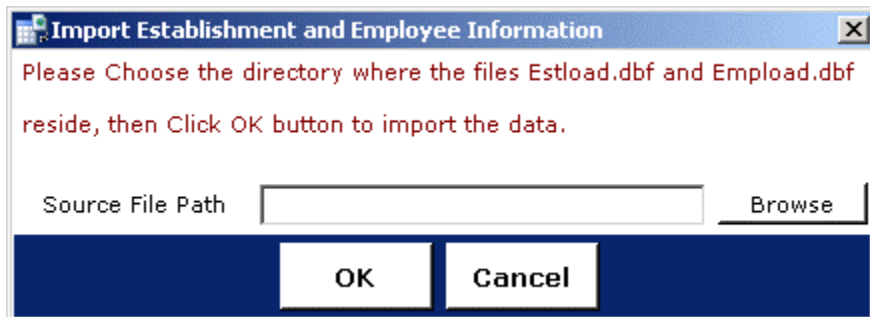 Import Establishment and Employee Information
Please Choose the directory where the files Estload.dbf and Empload.dbf
reside, then Click OK button to import the data.
Source File Path Browse
OK Cancel